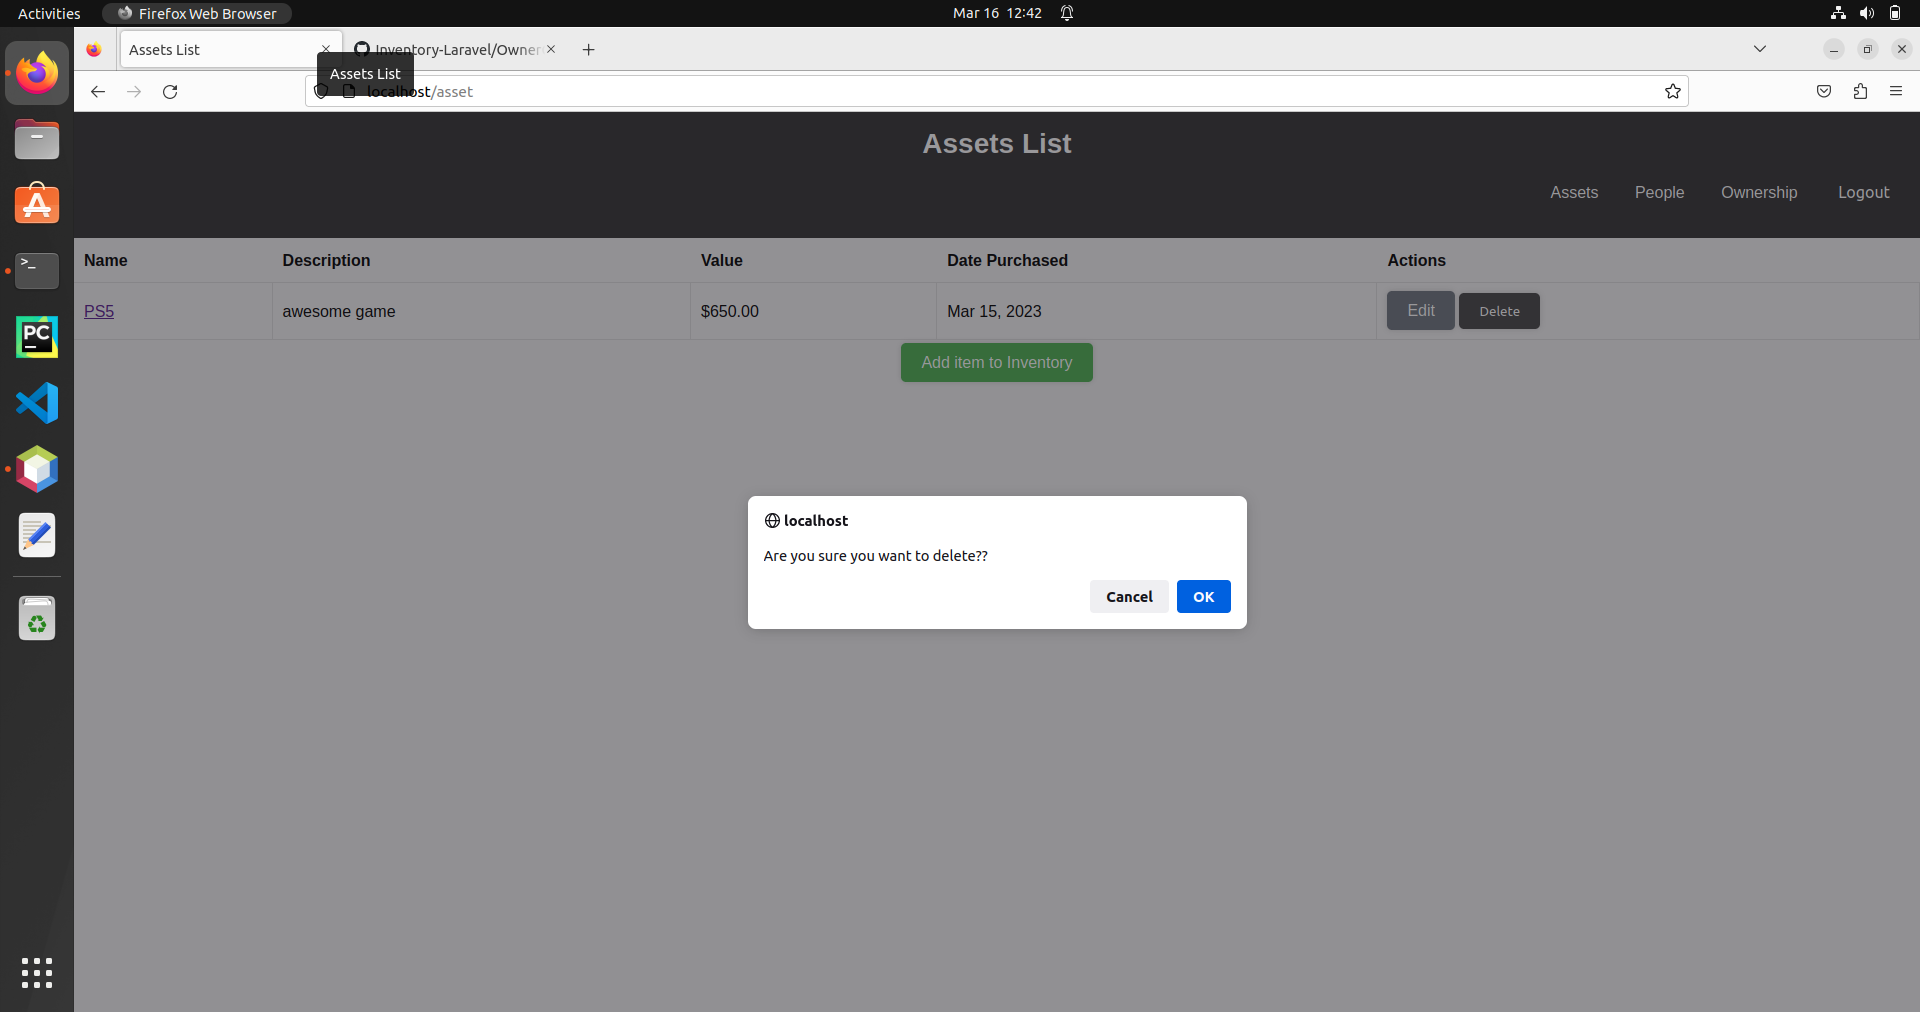 Activities
Firefox Web Browser
Mar 16 12:42
Assets List
Inventory-Laravel/Owner
Assets List
localhost/asset
Assets List
Assets
People
Ownership
Logout
Name
Description
Value
Date Purchased
Actions
PS5
awesome game
$650.00
Mar 15, 2023
Edit
Delete
Add item to Inventory
localhost
Are you sure you want to delete??
Cancel
OK
>_
PC